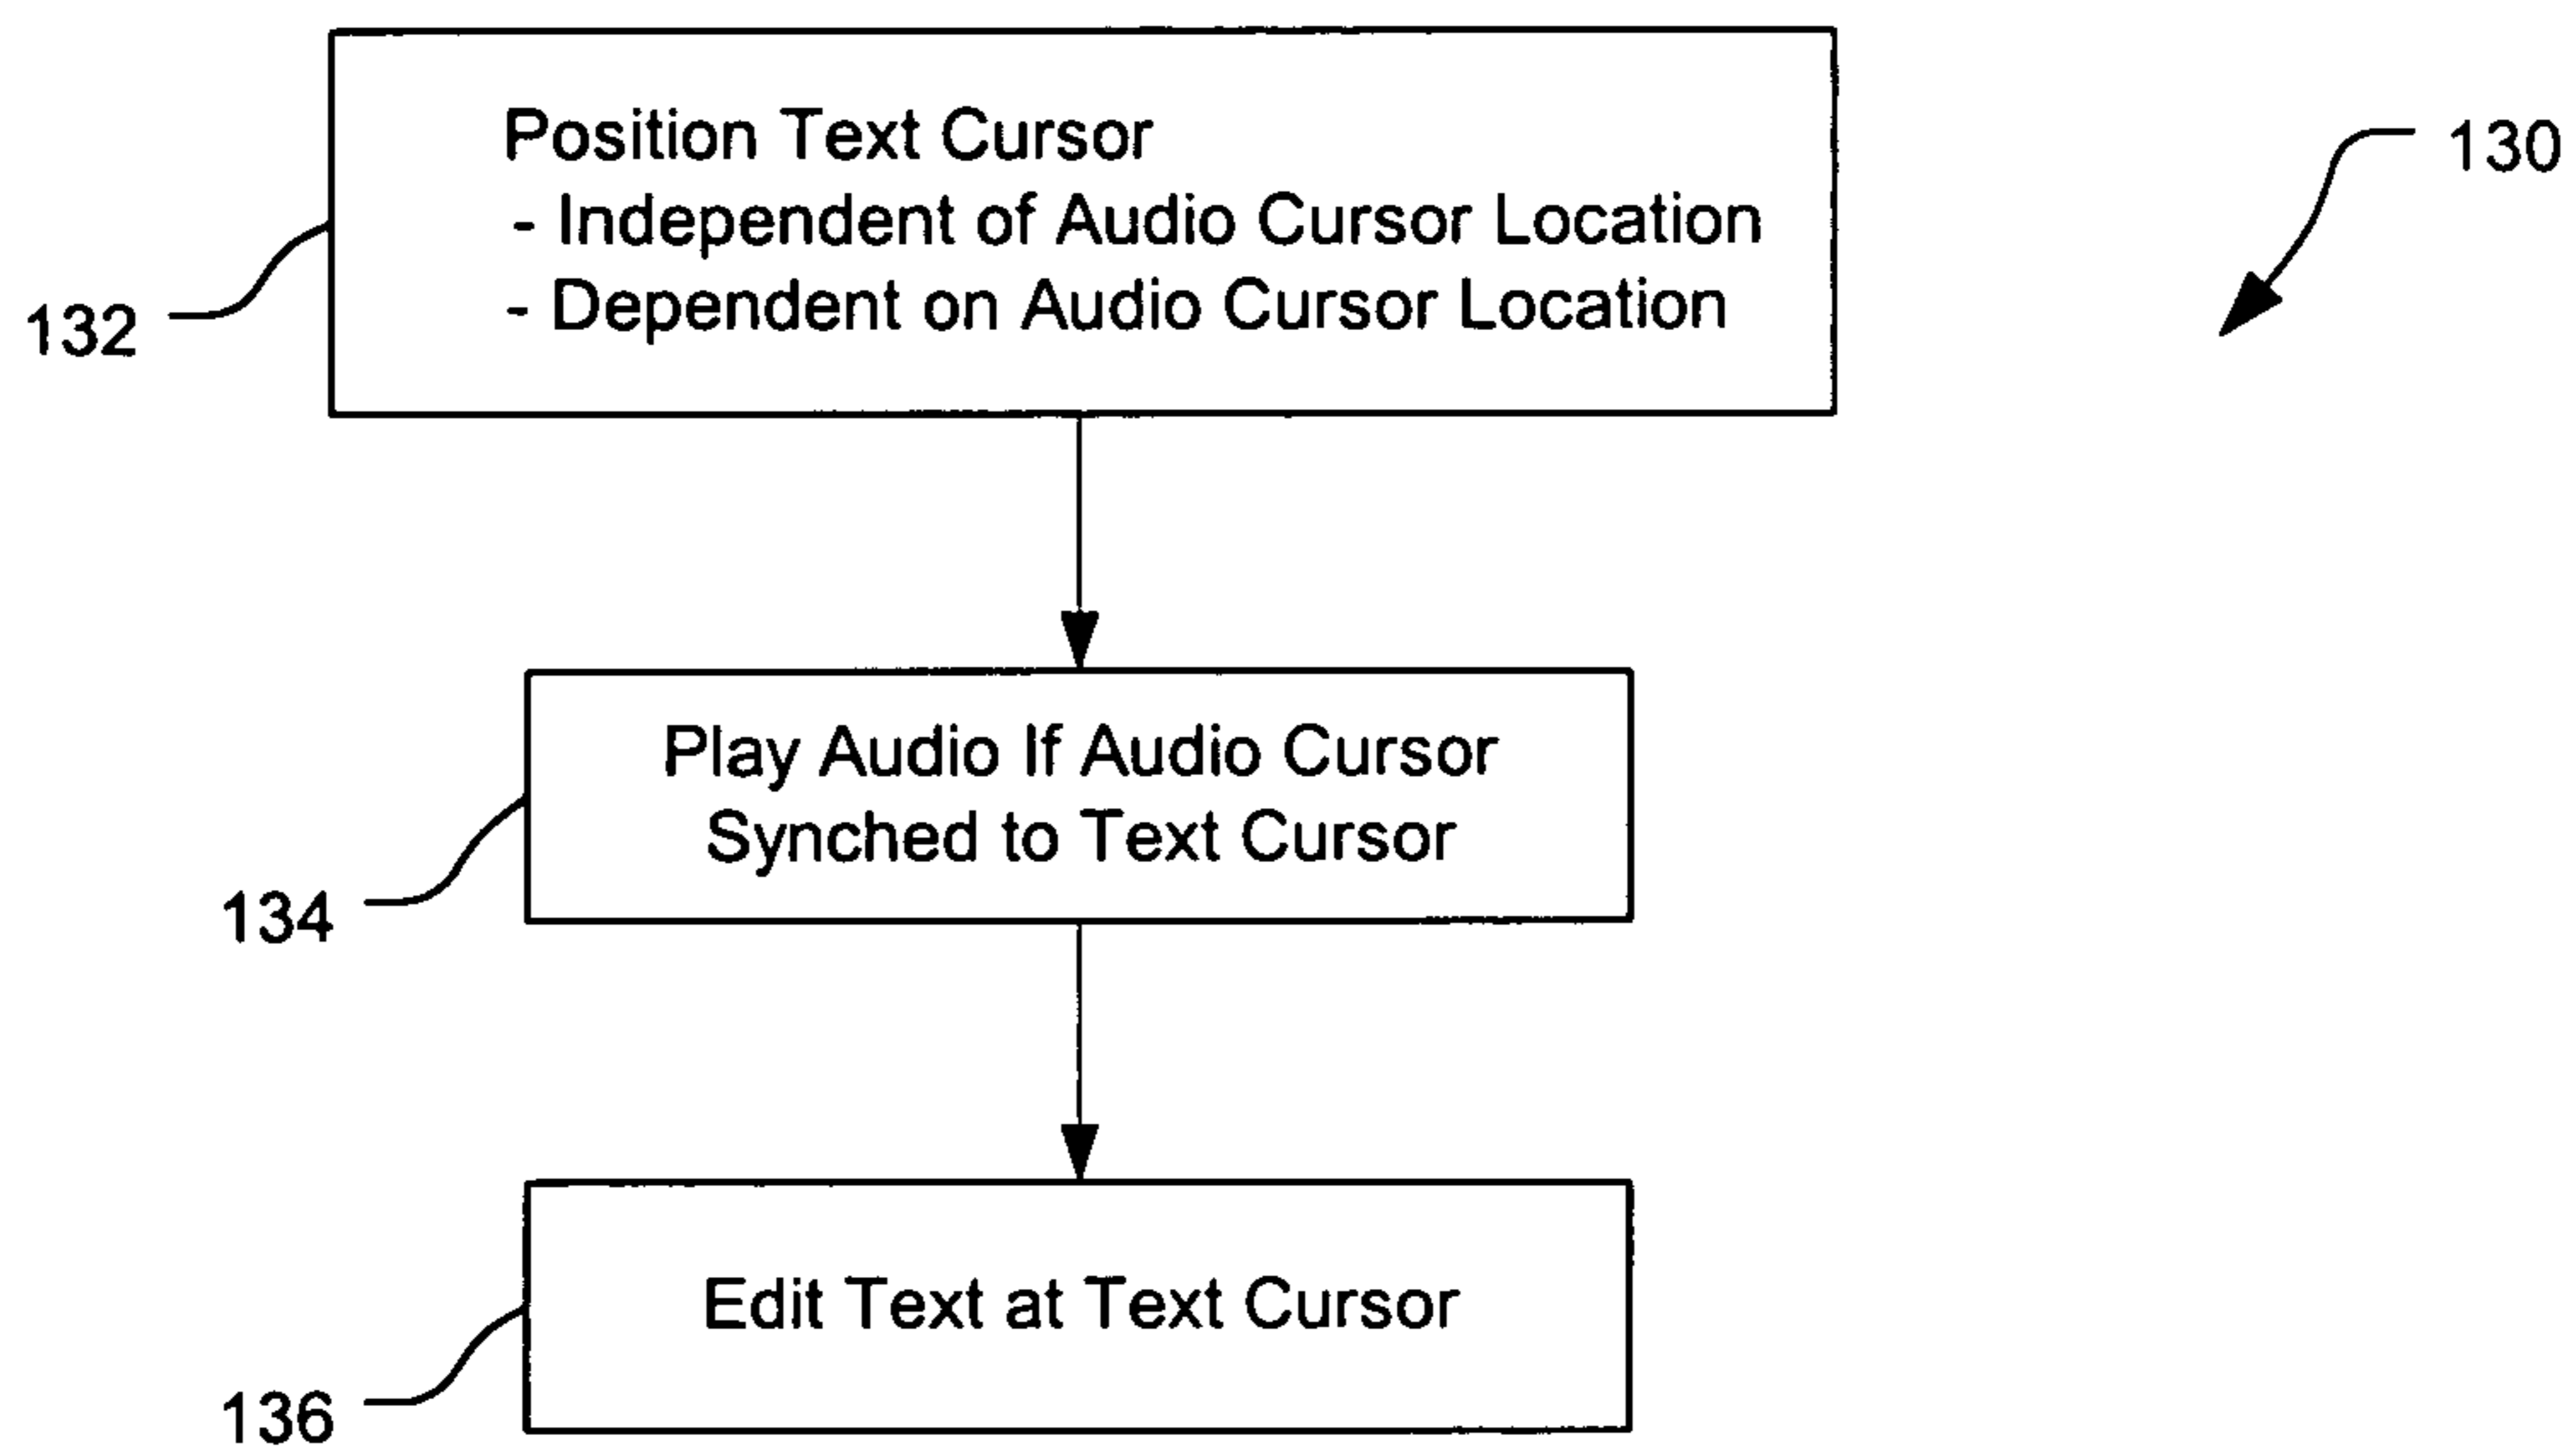 Position Text Cursor
- Independent of Audio Cursor Location
- Dependent on Audio Cursor Location
130
132
Play Audio If Audio Cursor
Synched to Text Cursor
134
Edit Text at Text Cursor
136